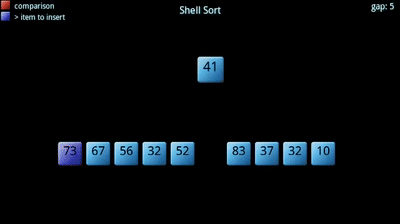 comparison
Shell Sort
gap: 5
> item to insert
41
73 67 56 32 52 83 37 32 10